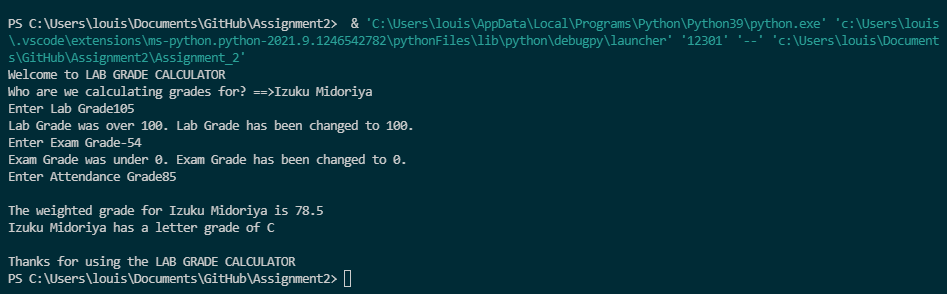 PS C:\Users\louis\Documents\GitHub\Assignment2>  & 'C:\Users\louis\AppData\Local\Programs\Python\Python39\python.exe' 'c:\Users\louis
\.vscode\extensions\ms-python.python-2021.9.1246542782\pythonFiles\lib\python\debugpy\launcher' '12301' '--' 'c:\Users\louis\Document
s\GitHub\Assignment2\Assignment_2'
Welcome to LAB GRADE CALCULATOR
Who are we calculating grades for? ==>Izuku Midoriya
Enter Lab Grade105
Lab Grade was over 100. Lab Grade has been changed to 100.
Enter Exam Grade-54
Exam Grade was under 0. Exam Grade has been changed to 0.
Enter Attendance Grade85
The weighted grade for Izuku Midoriya is 78.5
Izuku Midoriya has a letter grade of C
Thanks for using the LAB GRADE CALCULATOR
PS C:\Users\louis\Documents\GitHub\Assignment2>